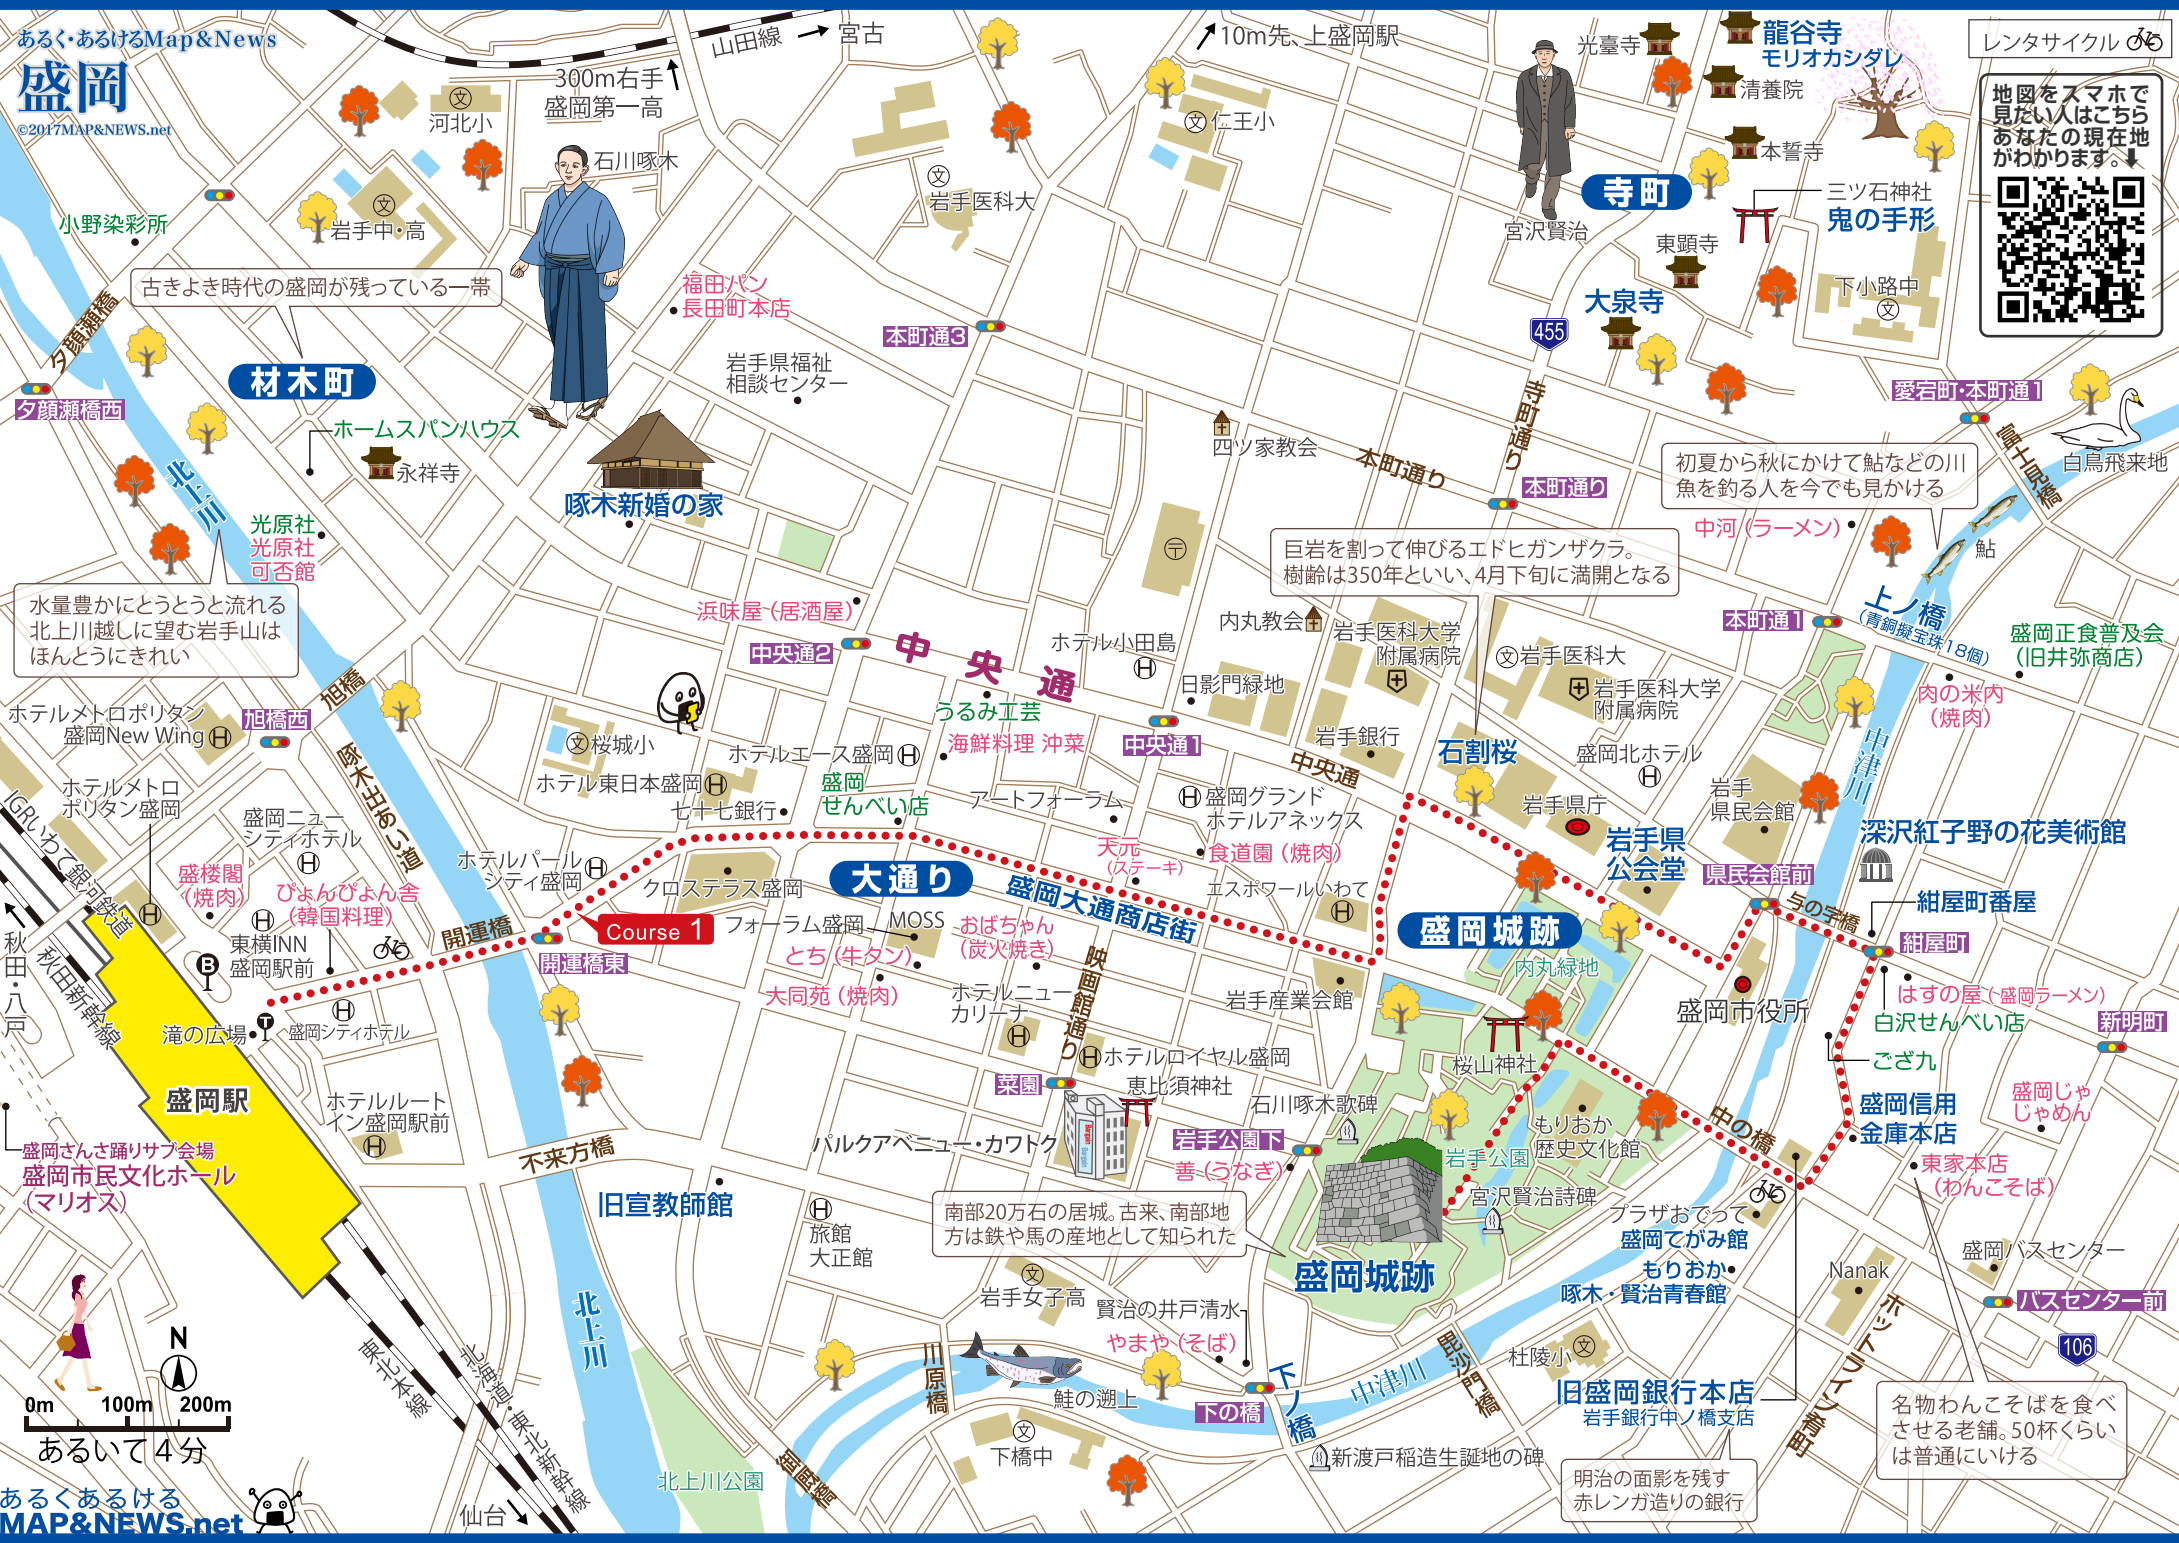 あるく・あるけるMap&News
盛岡
©2017MAP&NEWS.net
山田線
宮古
300m右手
盛岡第一高
10m先、上盛岡駅
光臺寺
龍谷寺
モリオカシダレ
清養院
本誓寺
レンタサイクル
地図をスマホで
見たい人はこちら
あなたの現在地
がわかります。
河北小
石川啄木
岩手中・高
岩手医科大
仁王小
宮沢賢治
寺町
三ツ石神社
鬼の手形
東顕寺
大泉寺
下小路中
小野染彩所
古きよき時代の盛岡が残っている一帯
夕顔瀬橋
夕顔瀬橋西
材木町
福田パン
長田町本店
本町通3
岩手県福祉
相談センター
455
寺町通り
愛宕町・本町通1
富士見橋
白鳥飛来地
ホームスパンハウス
永祥寺
啄木新婚の家
四ツ家教会
本町通り
本町通り
初夏から秋にかけて鮎などの川
魚を釣る人を今でも見かける
中河(ラーメン)
鮎
北上川
光原社
光原社
可否館
水量豊かにとうとうと流れる
北上川越しに望む岩手山は
ほんとうにきれい
巨岩を割って伸びるエドヒガンザクラ。
樹齢は350年といい、4月下旬に満開となる
浜味屋(居酒屋)
中央通2
中央通
ホテル小田島
内丸教会
岩手医科大学
附属病院
岩手医科大
岩手医科大学
附属病院
本町通1
上ノ橋
(青銅擬宝珠18個)
盛岡正食普及会
(旧井弥商店)
肉の米内
(焼肉)
旭橋
旭橋西
ホテルメトロポリタン
盛岡New Wing
桜城小
うるみ工芸
海鮮料理 沖菜
日影門緑地
中央通1
岩手銀行
中央通
石割桜
盛岡北ホテル
岩手
県民会館
中津川
ホテルエース盛岡
ホテル東日本盛岡
七十七銀行
盛岡
せんべい店
アートフォーラム
盛岡グランド
ホテルアネックス
天元
(ステーキ)
食道園(焼肉)
エスポワールいわて
岩手県庁
岩手県
公会堂
深沢紅子野の花美術館
県民会館前
与の字橋
紺屋町番屋
紺屋町
IGRいわて銀河鉄道
ホテルメトロ
ポリタン盛岡
啄木出あい道
盛岡ニュー
シティホテル
盛楼閣
(焼肉)
ぴょんぴょん舎
(韓国料理)
東横INN
盛岡駅前
ホテルパール
シティ盛岡
クロステラス盛岡
大通り
盛岡大通商店街
開運橋
開運橋東
Course 1
フォーラム盛岡
MOSS
とち(牛タン)
大同苑(焼肉)
おばちゃん
(炭火焼き)
映画館通り
ホテルニュー
カリーナ
岩手産業会館
盛岡城跡
内丸緑地
盛岡市役所
はすの屋(盛岡ラーメン)
白沢せんべい店
ござ九
新明町
秋田・八戸
秋田新幹線
B
T
滝の広場
盛岡シティホテル
盛岡駅
ホテルルート
イン盛岡駅前
ホテルロイヤル盛岡
菜園
恵比須神社
パルクアベニュー・カワトク
Bargain
Bargain
石川啄木歌碑
岩手公園下
善(うなぎ)
桜山神社
岩手公園
もりおか
歴史文化館
中の橋
盛岡信用
金庫本店
盛岡じゃ
じゃめん
東家本店
(わんこそば)
盛岡さんさ踊りサブ会場
盛岡市民文化ホール
(マリオス)
不来方橋
旧宣教師館
旅館
大正館
南部20万石の居城。古来、南部地
方は鉄や馬の産地として知られた
宮沢賢治詩碑
盛岡城跡
プラザおでって
盛岡てがみ館
もりおか
啄木・賢治青春館
Nanak
盛岡バスセンター
バスセンター前
106
N
0m 100m 200m
あるいて4分
東北本線
北海道・東北新幹線
仙台
北上川
北上川公園
岩手女子高
賢治の井戸清水
やまや(そば)
川原橋
鮭の遡上
下橋中
下の橋
下ノ橋
中津川
毘沙門橋
杜陵小
新渡戸稲造生誕地の碑
旧盛岡銀行本店
岩手銀行中ノ橋支店
明治の面影を残す
赤レンガ造りの銀行
ホットライン肴町
名物わんこそばを食べ
させる老舗。50杯くらい
は普通にいける
御厩橋
あるくあるける
MAP&NEWS.net